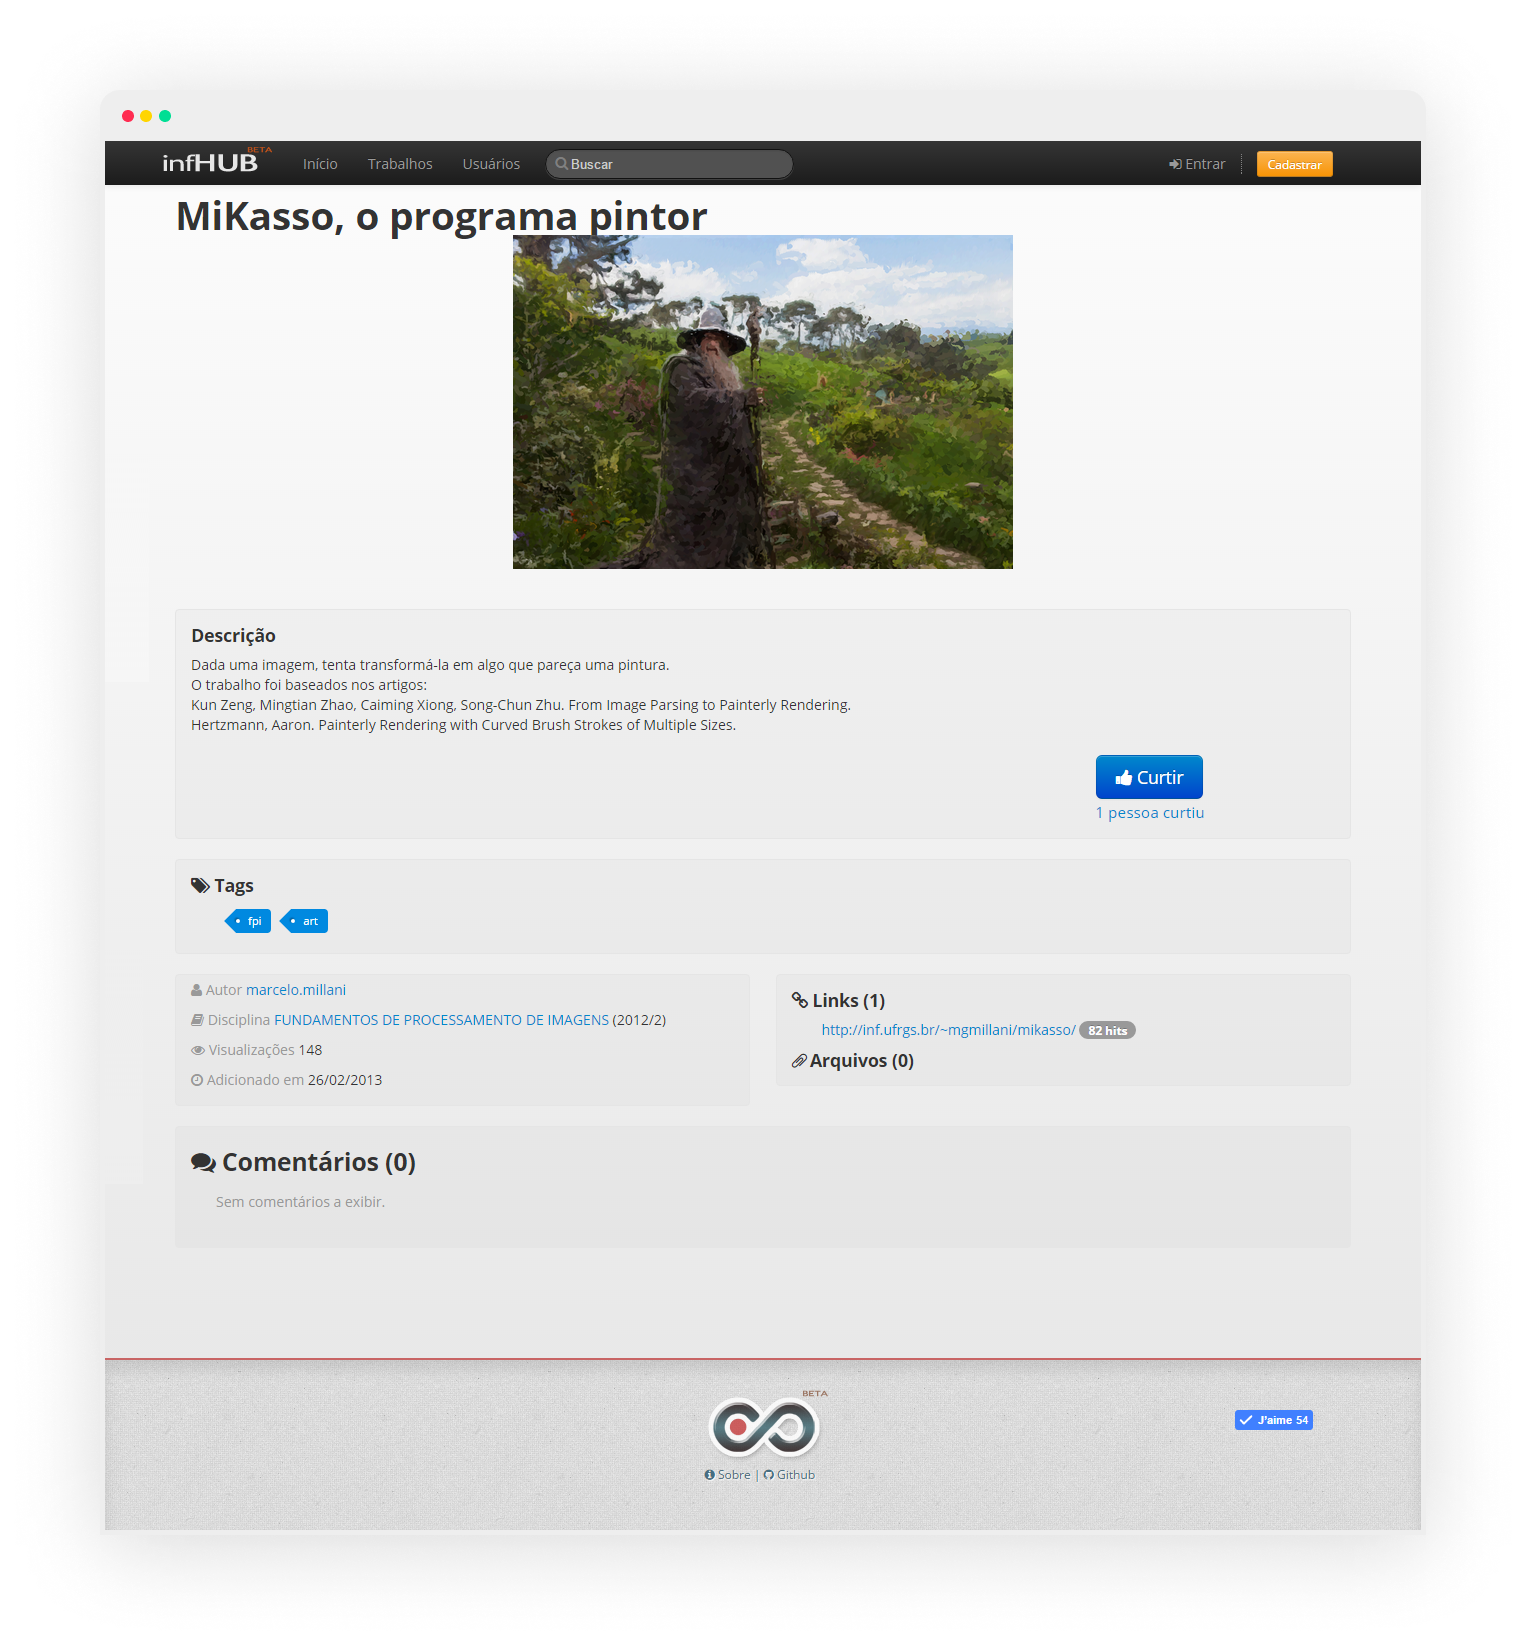 infHUB BETA Início Trabalhos Usuários Buscar Entrar Cadastrar
MiKasso, o programa pintor
Descrição
Dada uma imagem, tenta transformá-la em algo que pareça uma pintura.
O trabalho foi baseados nos artigos:
Kun Zeng, Mingtian Zhao, Caiming Xiong, Song-Chun Zhu. From Image Parsing to Painterly Rendering.
Hertzmann, Aaron. Painterly Rendering with Curved Brush Strokes of Multiple Sizes.
Curtir
1 pessoa curtiu
Tags
fpi art
Autor marcelo.millani
Disciplina FUNDAMENTOS DE PROCESSAMENTO DE IMAGENS (2012/2)
Visualizações 148
Adicionado em 26/02/2013
Links (1)
http://inf.ufrgs.br/~mgmillani/mikasso/ 82 hits
Arquivos (0)
Comentários (0)
Sem comentários a exibir.
BETA
J'aime 54
Sobre | Github